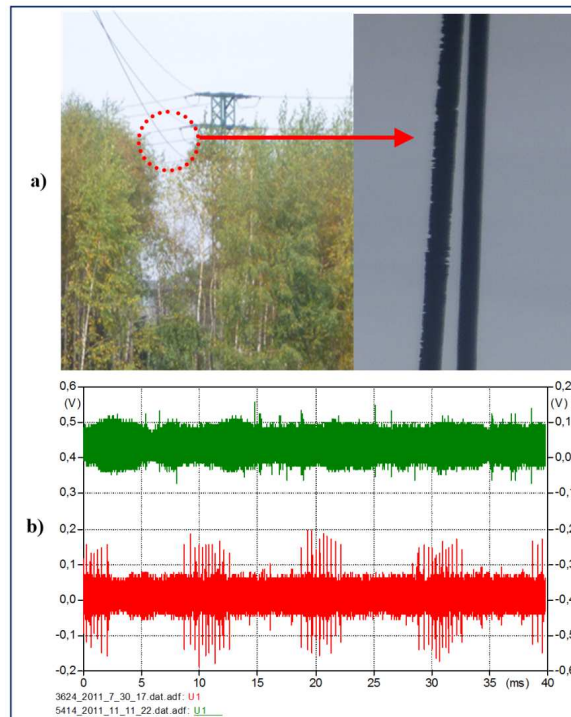 a)
0,6 0,2
(V) (V)
0,5 0,1
0,4 0,0
0,3 -0,1
b)
0,2 -0,2
0,1 -0,3
0,0 -0,4
-0,1 -0,5
-0,2 -0,6
0 5 10 15 20 25 30 35 (ms) 40
3624_2011_7_30_17.dat.adf: U1
5414_2011_11_11_22.dat.adf: U1